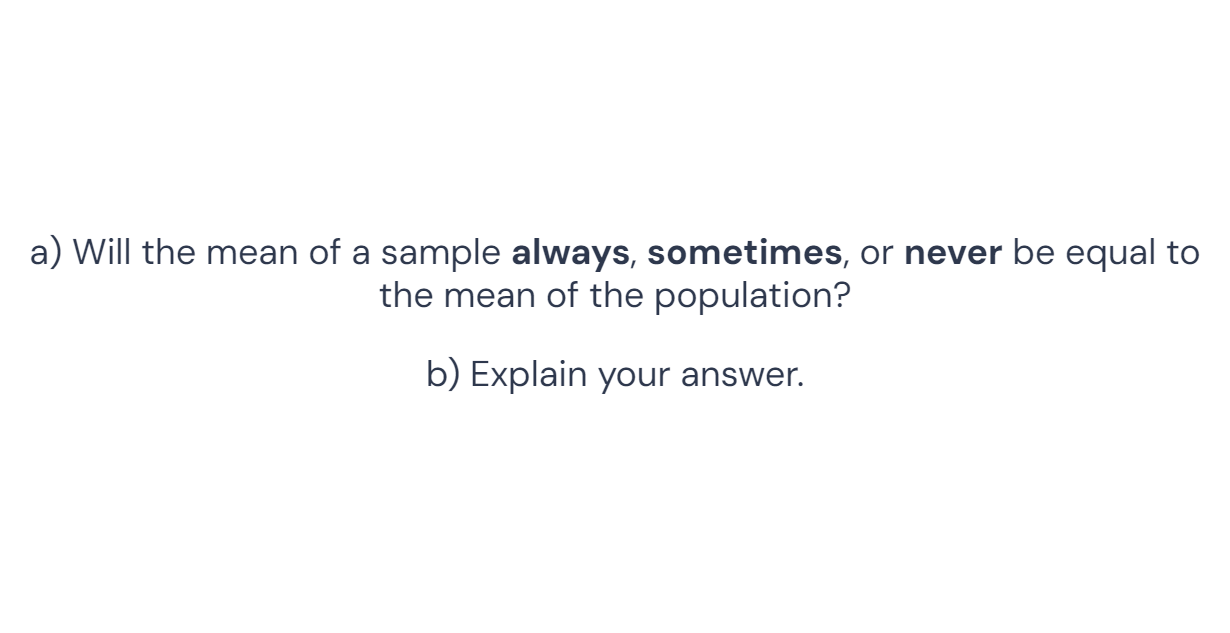 a) Will the mean of a sample always, sometimes, or never be equal to
the mean of the population?
b) Explain your answer.